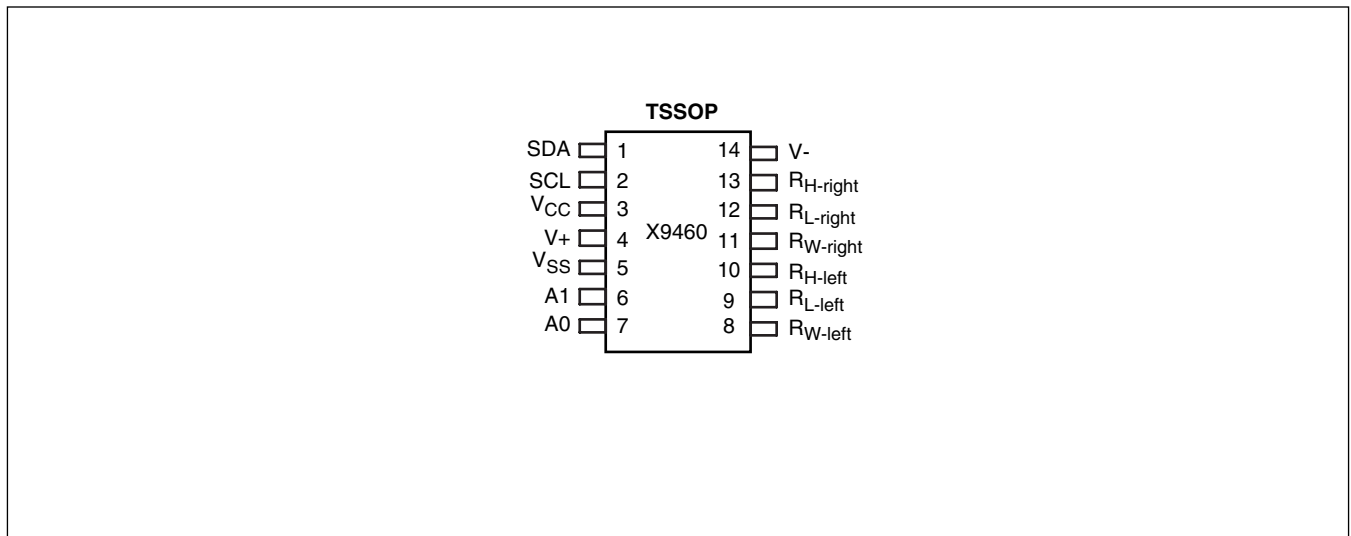 TSSOP
SDA 1 14 V-
SCL 2 13 RH-right
VCC 3 12 RL-right
V+ 4 X9460 11 RW-right
VSS 5 10 RH-left
A1 6 9 RL-left
A0 7 8 RW-left